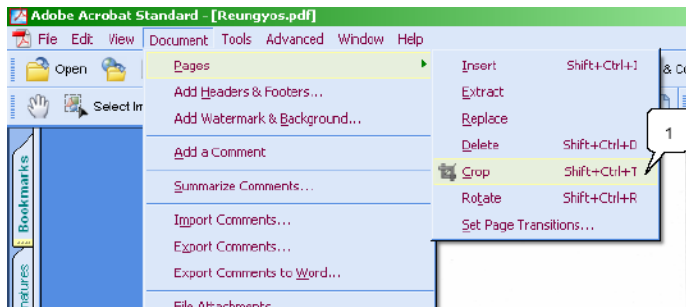 Adobe Acrobat Standard - [Reungyos.pdf]
File Edit View Document Tools Advanced Window Help
Open
Select
Pages
Add Headers & Footers...
Add Watermark & Background...
Add a Comment
Summarize Comments...
Import Comments...
Export Comments...
Export Comments to Word...
File Attachments
Insert Shift+Ctrl+I
Extract
Replace
Delete Shift+Ctrl+D
Crop Shift+Ctrl+T
Rotate Shift+Ctrl+R
Set Page Transitions...
1
Bookmarks